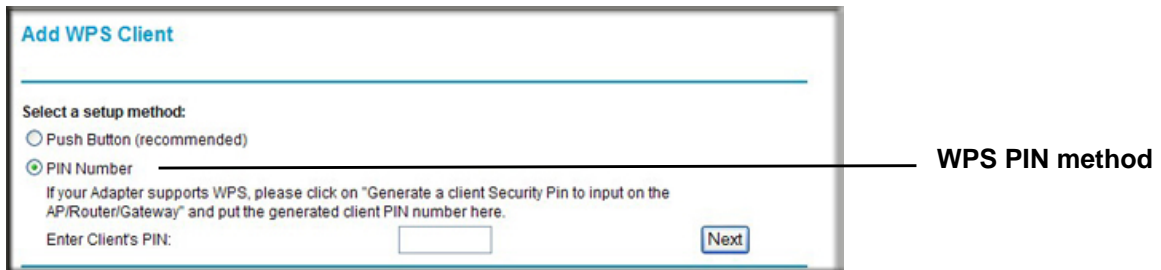 Add WPS Client
Select a setup method:
Push Button (recommended)
PIN Number
WPS PIN method
If your Adapter supports WPS, please click on "Generate a client Security Pin to input on the
AP/Router/Gateway" and put the generated client PIN number here.
Enter Client's PIN:
Next